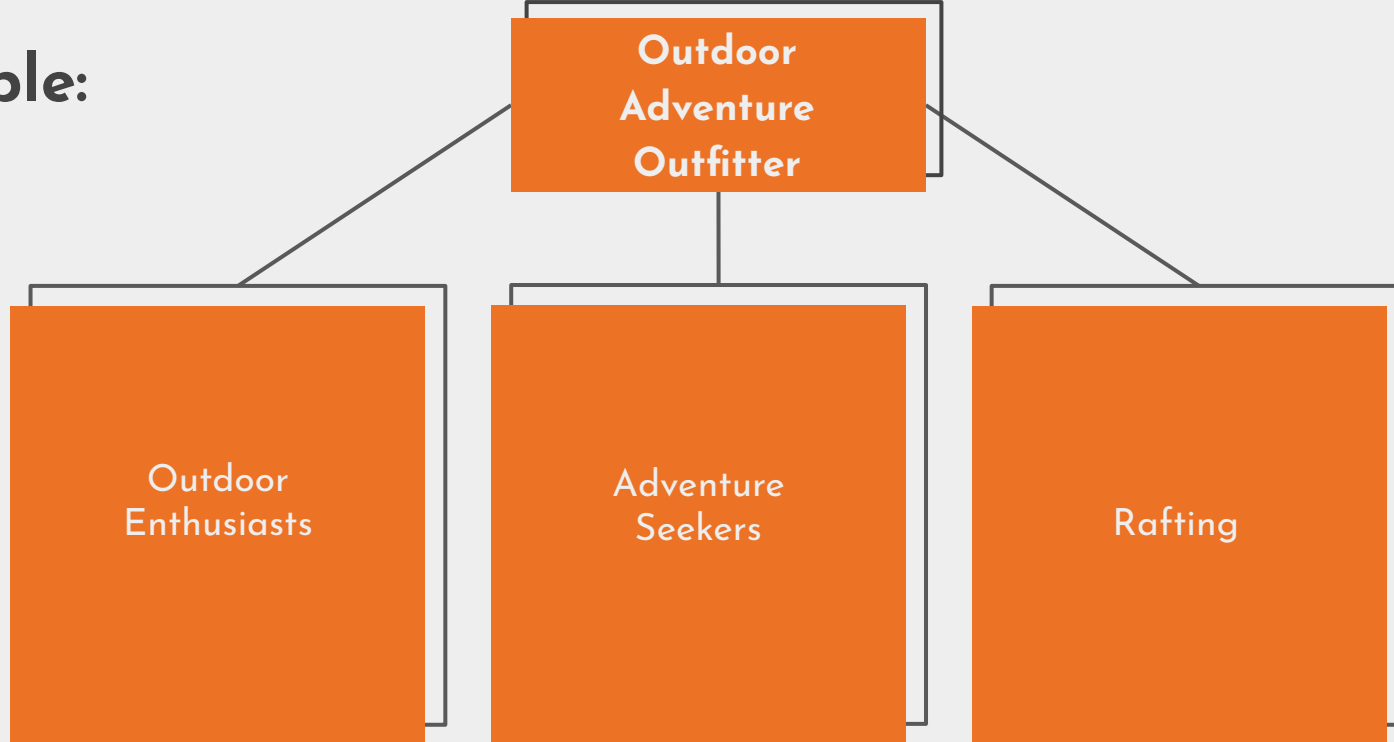 ple:
Outdoor
Adventure
Outfitter
Outdoor
Enthusiasts
Adventure
Seekers
Rafting